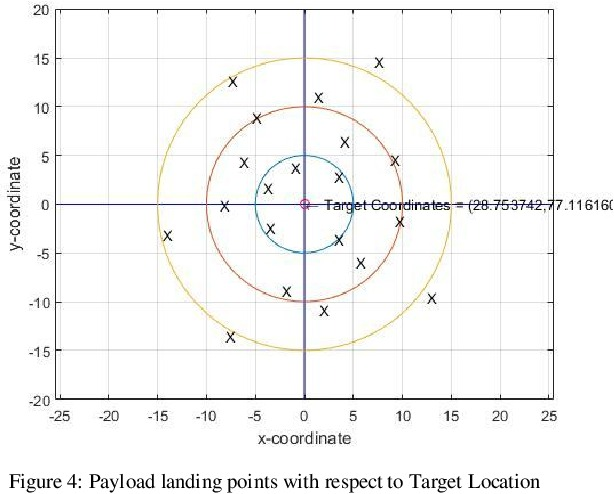 20
15
10
5
0
-5
-10
-15
-20
y-coordinate
X X X X X X X X X X X X X X X X X X X X
← Target Coordinates = (28.753742,77.116160
-25 -20 -15 -10 -5 0 5 10 15 20 25
x-coordinate
Figure 4: Payload landing points with respect to Target Location